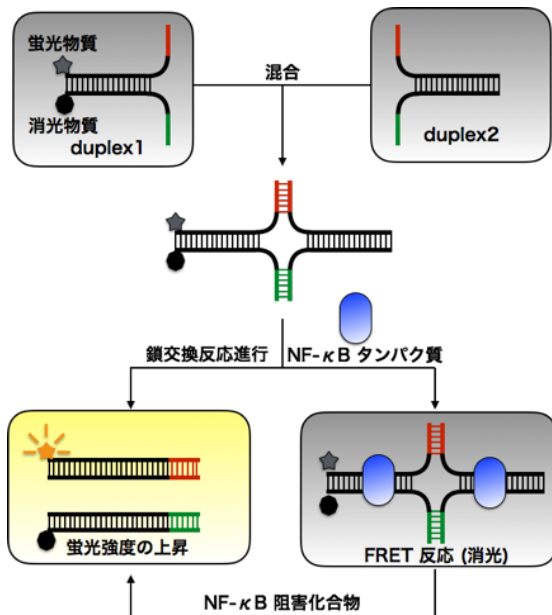 蛍光物質
消光物質
duplex1
混合
duplex2
鎖交換反応進行
NF-κB タンパク質
蛍光強度の上昇
FRET 反応 (消光)
NF-κB 阻害化合物